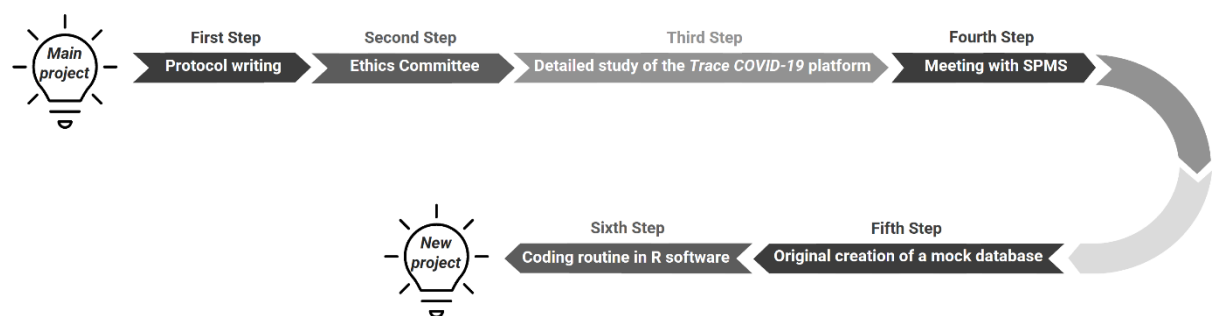 Main
project
First Step
Protocol writing
Second Step
Ethics Committee
Third Step
Detailed study of the Trace COVID-19 platform
Fourth Step
Meeting with SPMS
Fifth Step
Original creation of a mock database
Sixth Step
Coding routine in R software
New
project